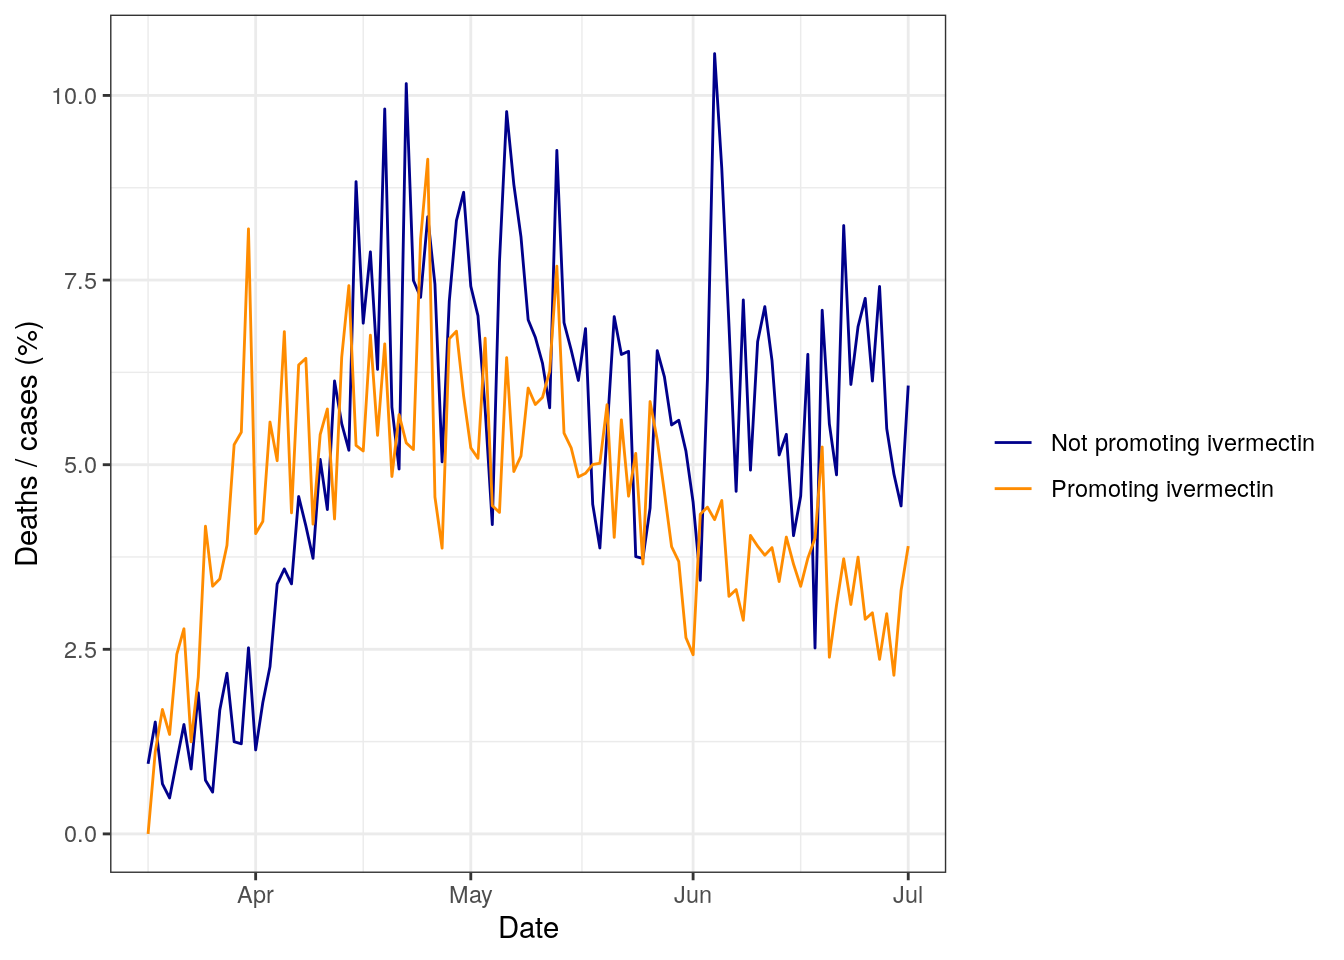 Deaths / cases (%)
10.0
7.5
5.0
2.5
0.0
Apr
May
Jun
Jul
Date
Not promoting ivermectin
Promoting ivermectin